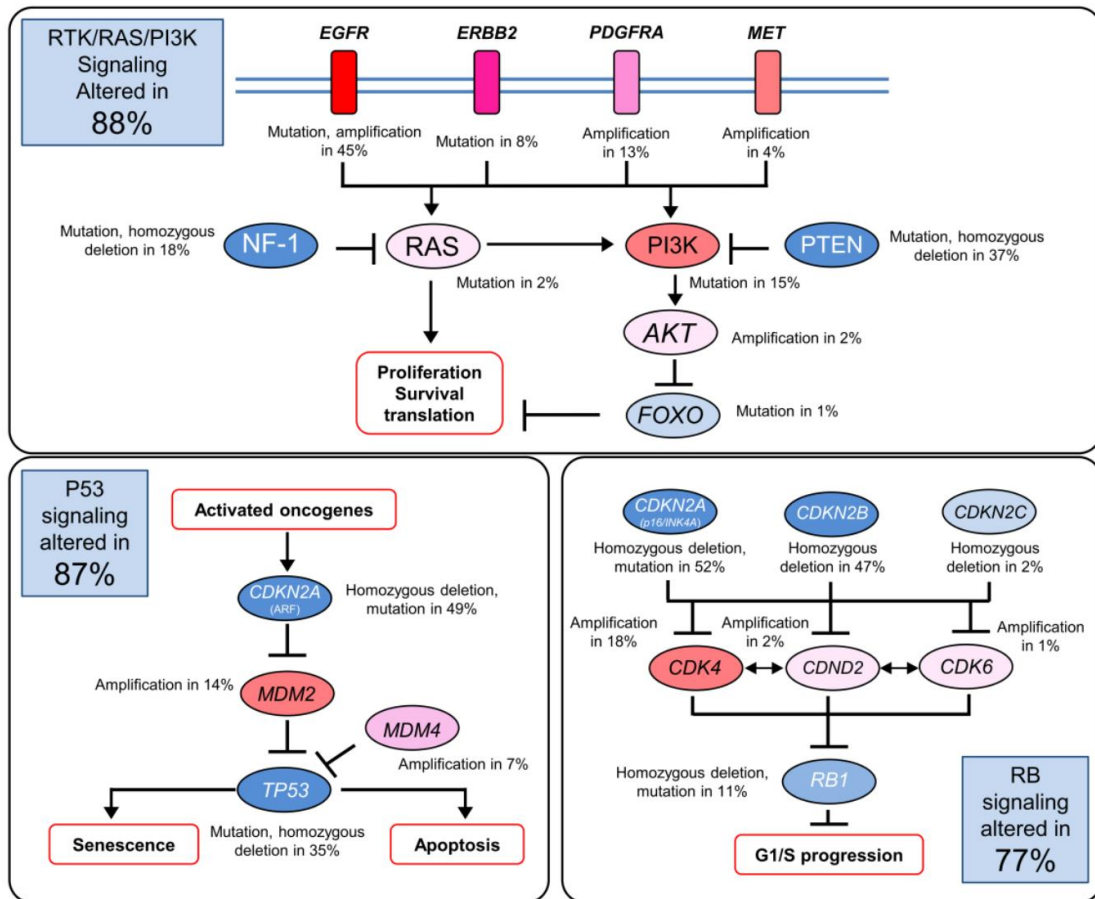 RTK/RAS/PI3K
Signaling
Altered in
88%
EGFR
ERBB2
PDGFRA
MET
Mutation, amplification
in 45%
Mutation in 8%
Amplification
in 13%
Amplification
in 4%
Mutation, homozygous
deletion in 18%
NF-1
RAS
PI3K
PTEN
Mutation, homozygous
deletion in 37%
Mutation in 2%
Mutation in 15%
AKT
Amplification in 2%
Proliferation
Survival
translation
FOXO
Mutation in 1%
P53
signaling
altered in
87%
Activated oncogenes
CDKN2A
(ARF)
Homozygous deletion,
mutation in 49%
Amplification in 14%
MDM2
MDM4
Amplification in 7%
TP53
Mutation, homozygous
deletion in 35%
Senescence
Apoptosis
CDKN2A
(p16/INK4A)
CDKN2B
CDKN2C
Homozygous deletion,
mutation in 52%
Homozygous
deletion in 47%
Homozygous
deletion in 2%
Amplification
in 18%
Amplification in
2%
Amplification in
1%
CDK4
CDND2
CDK6
Homozygous deletion,
mutation in 11%
RB1
G1/S progression
RB
signaling
altered in
77%